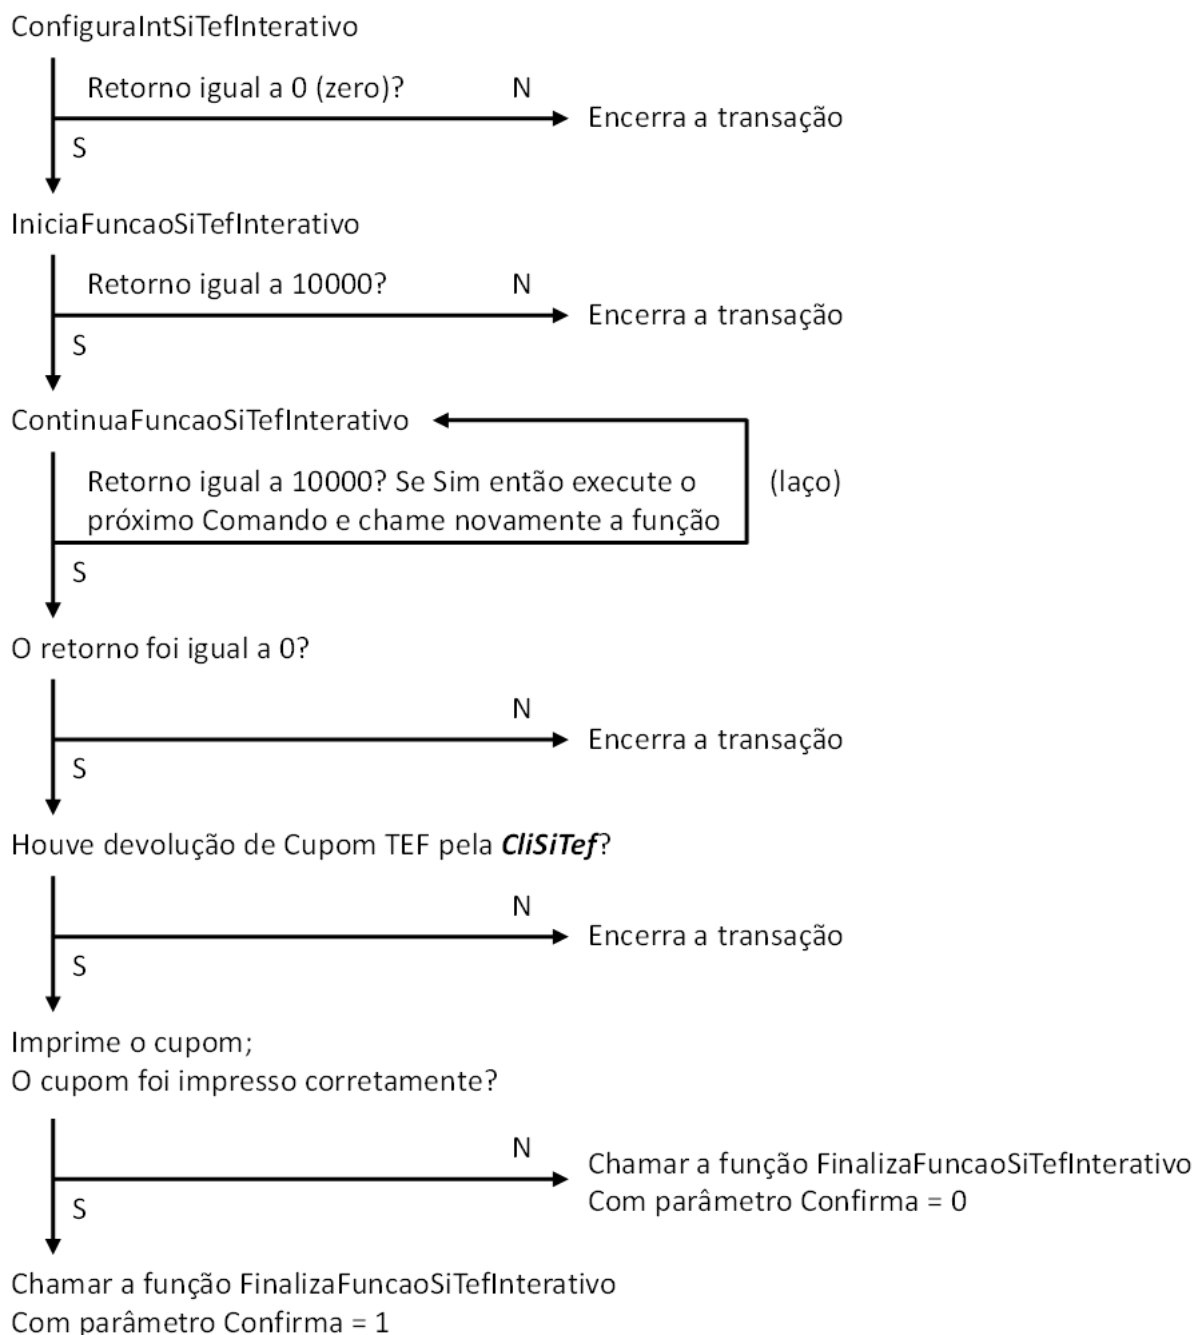 ConfiguraIntSiTefInterativo
Retorno igual a 0 (zero)?
N
Encerra a transação
S
IniciaFuncaoSiTefInterativo
Retorno igual a 10000?
N
Encerra a transação
S
ContinuaFuncaoSiTefInterativo
Retorno igual a 10000? Se Sim então execute o
próximo Comando e chame novamente a função
(laço)
S
O retorno foi igual a 0?
N
Encerra a transação
S
Houve devolução de Cupom TEF pela CliSiTef?
N
Encerra a transação
S
Imprime o cupom;
O cupom foi impresso corretamente?
N
Chamar a função FinalizaFuncaoSiTefInterativo
Com parâmetro Confirma = 0
S
Chamar a função FinalizaFuncaoSiTefInterativo
Com parâmetro Confirma = 1